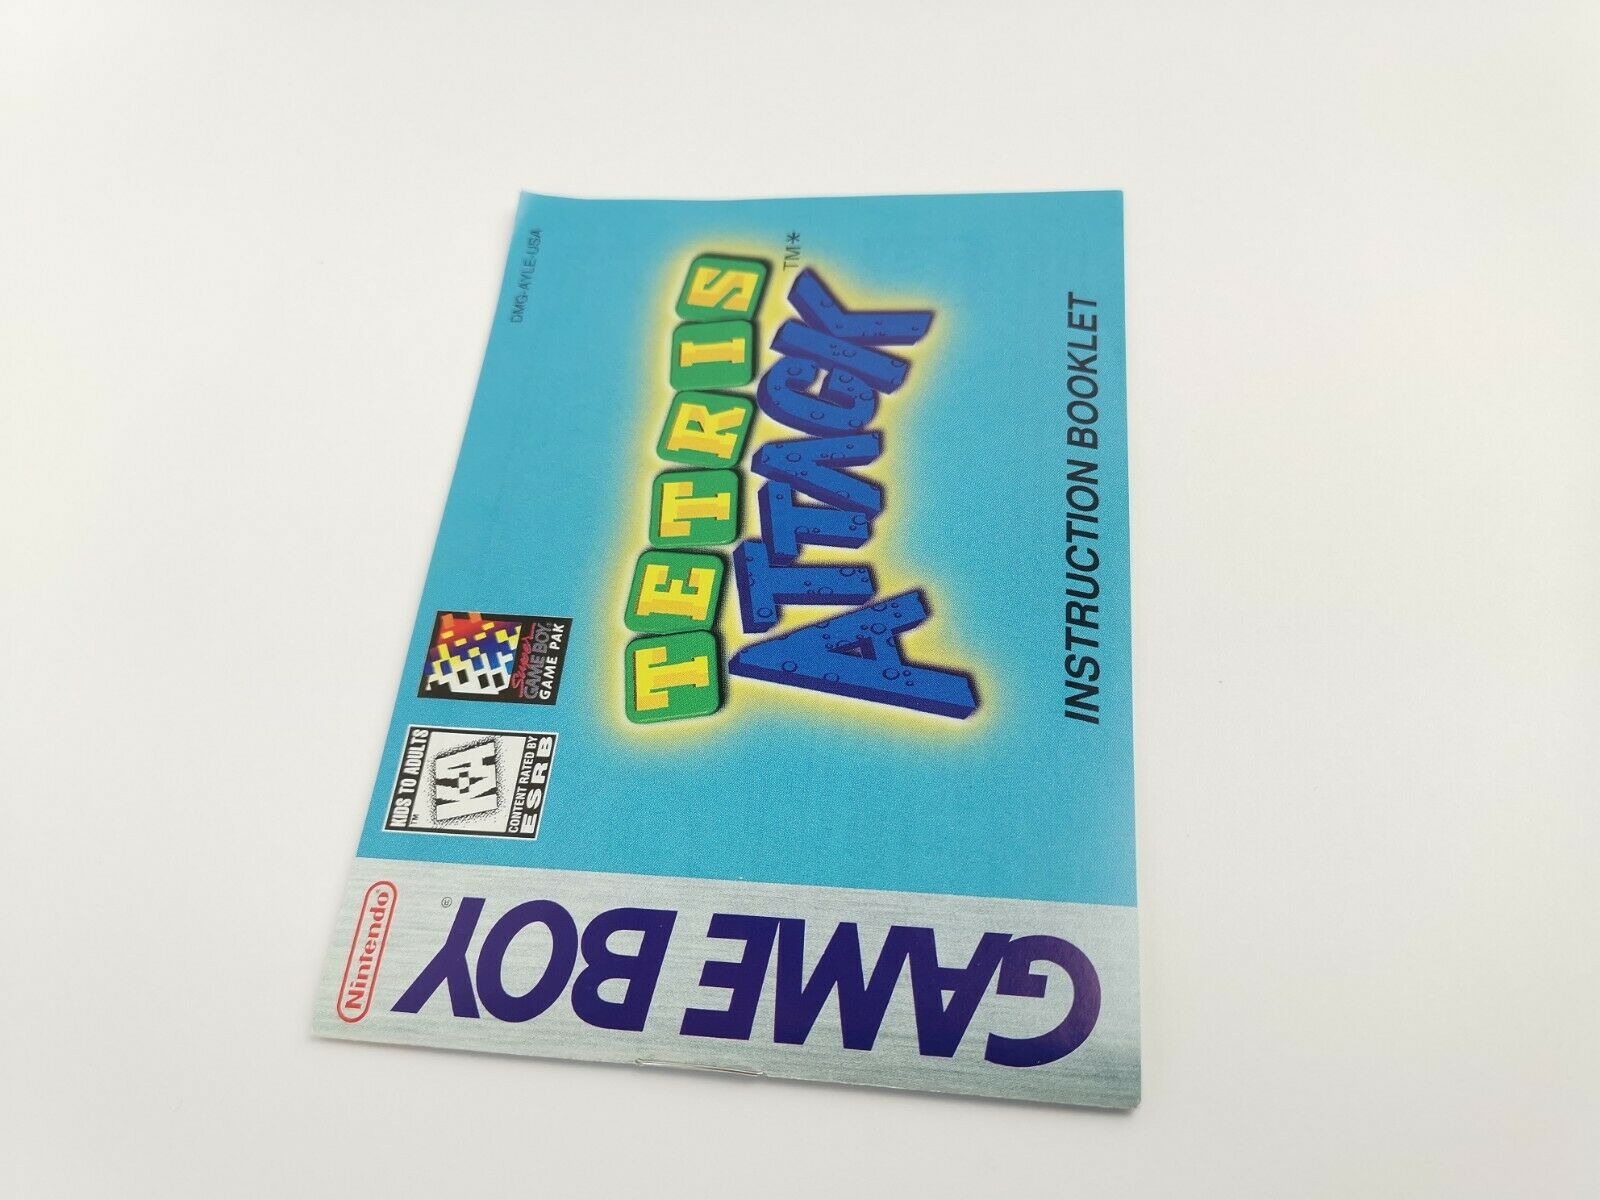 GAME BOY®
Nintendo®
KIDS TO ADULTS
™
K-A
CONTENT RATED BY
ESRB
Super
GAME BOY®
GAME PAK
DMG-AYLE-USA
TETRIS
ATTACK
TM*
INSTRUCTION BOOKLET